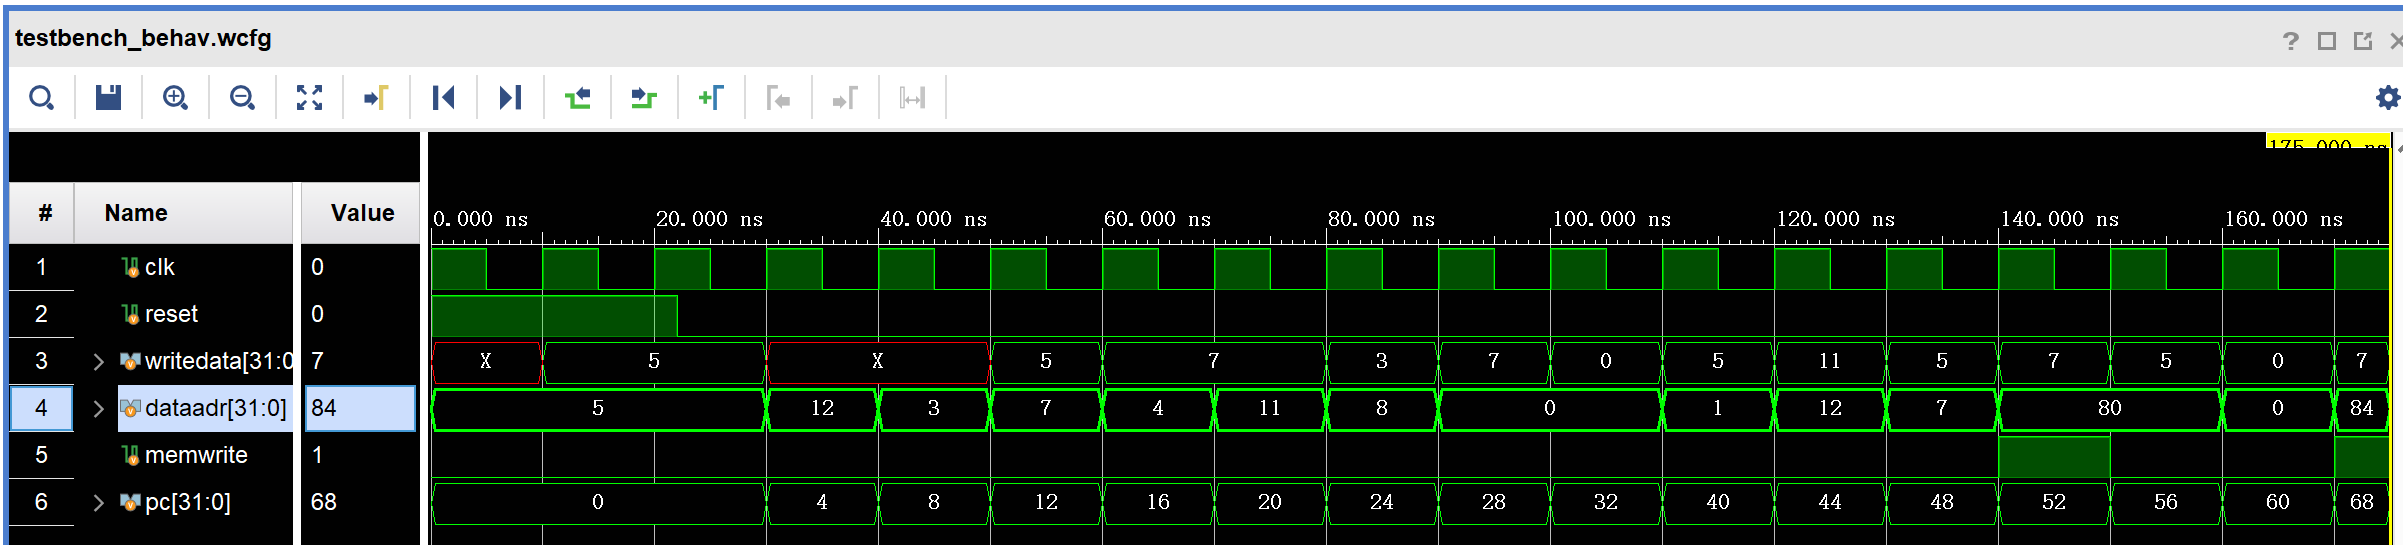 testbench_behav.wcfg
175.000 ns
# Name Value
0.000 ns 20.000 ns 40.000 ns 60.000 ns 80.000 ns 100.000 ns 120.000 ns 140.000 ns 160.000 ns
1 clk 0
2 reset 0
3 writedata[31:0 7 X 5 X 5 7 3 7 0 5 11 5 7 5 0 7
4 dataadr[31:0] 84 5 12 3 7 4 11 8 0 1 12 7 80 0 84
5 memwrite 1
6 pc[31:0] 68 0 4 8 12 16 20 24 28 32 40 44 48 52 56 60 68